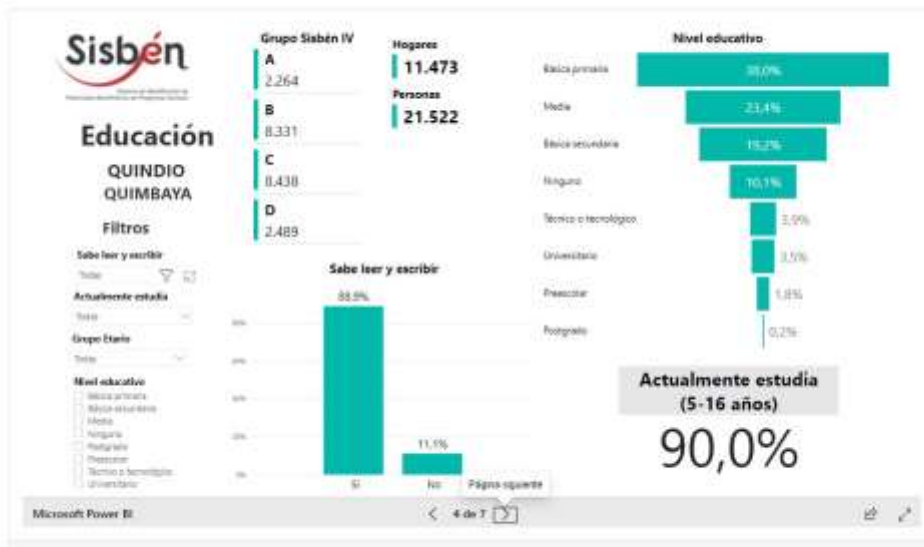 Sisbén
Educación
QUINDIO
QUIMBAYA
Filtros
Sabe leer y escribir
Todas
Actualmente estudia
Todas
Grupo Etario
Todas
Nivel educativo
Básica primaria
Básica secundaria
Media
Ninguno
Postgrado
Preescolar
Técnico o tecnológico
Universitario
Grupo Sisbén IV
A
2.264
B
8.331
C
8.438
D
2.489
Hogares
11.473
Personas
21.522
Sabe leer y escribir
88,9%
11,1%
Sí
No
Nivel educativo
Básica primaria
38,0%
Media
23,4%
Básica secundaria
19,2%
Ninguno
10,1%
Técnico o tecnológico
3,9%
Universitario
3,5%
Preescolar
1,8%
Postgrado
0,2%
Actualmente estudia
(5-16 años)
90,0%
Página siguiente
Microsoft Power BI
4 de 7